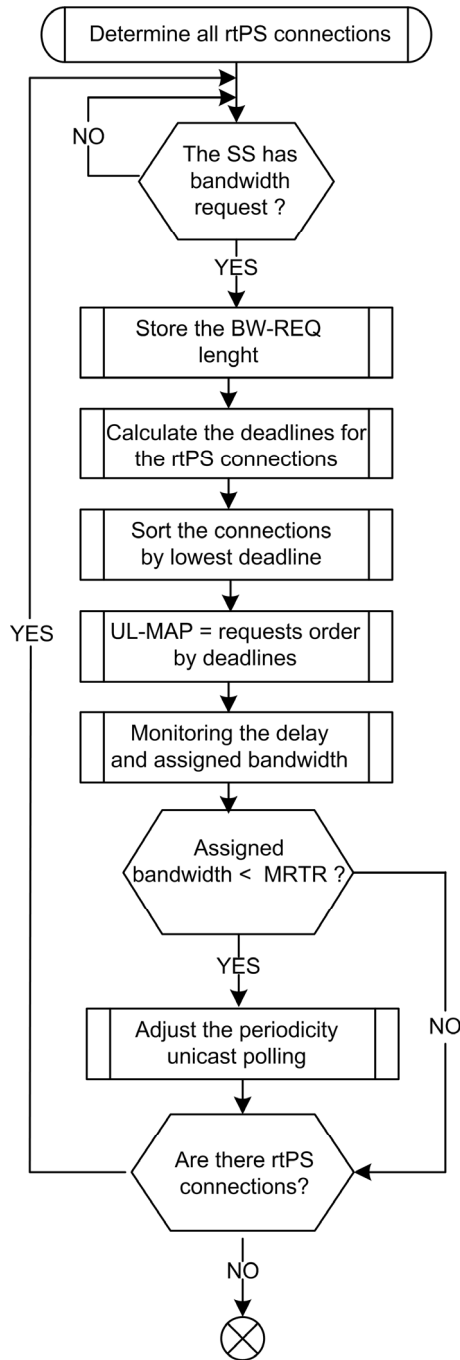 Determine all rtPS connections
NO
The SS has
bandwidth
request ?
YES
Store the BW-REQ
lenght
Calculate the deadlines for
the rtPS connections
Sort the connections
by lowest deadline
UL-MAP = requests order
by deadlines
YES
Monitoring the delay
and assigned bandwidth
Assigned
bandwidth < MRTR ?
YES
NO
Adjust the periodicity
unicast polling
Are there rtPS
connections?
NO